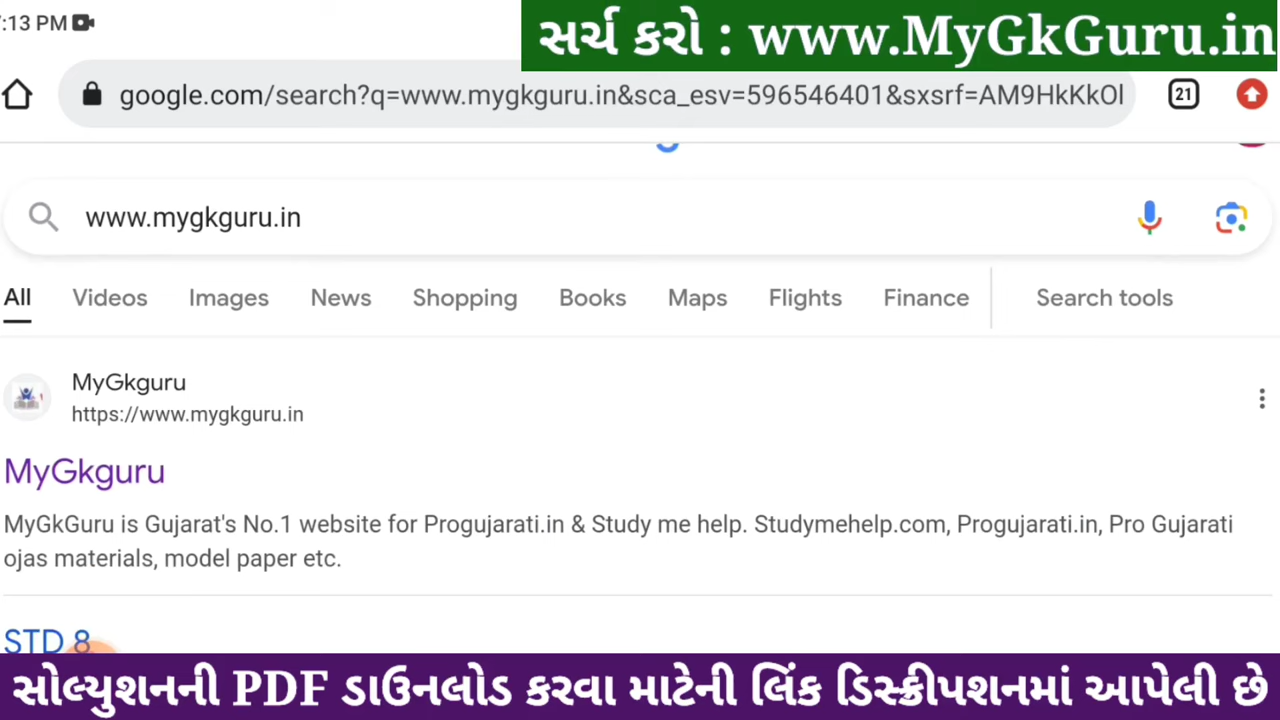 :13 PM
સર્ચ કરો : www.MyGkGuru.in
google.com/search?q=www.mygkguru.in&sca_esv=596546401&sxsrf=AM9HkKkOl
21
www.mygkguru.in
All Videos Images News Shopping Books Maps Flights Finance Search tools
MyGkguru
https://www.mygkguru.in
MyGkguru
MyGkGuru is Gujarat's No.1 website for Progujarati.in & Study me help. Studymehelp.com, Progujarati.in, Pro Gujarati
ojas materials, model paper etc.
STD 8
સોલ્યુશનની PDF ડાઉનલોડ કરવા માટેની લિંક ડિસ્ક્રીપશનમાં આપેલી છે